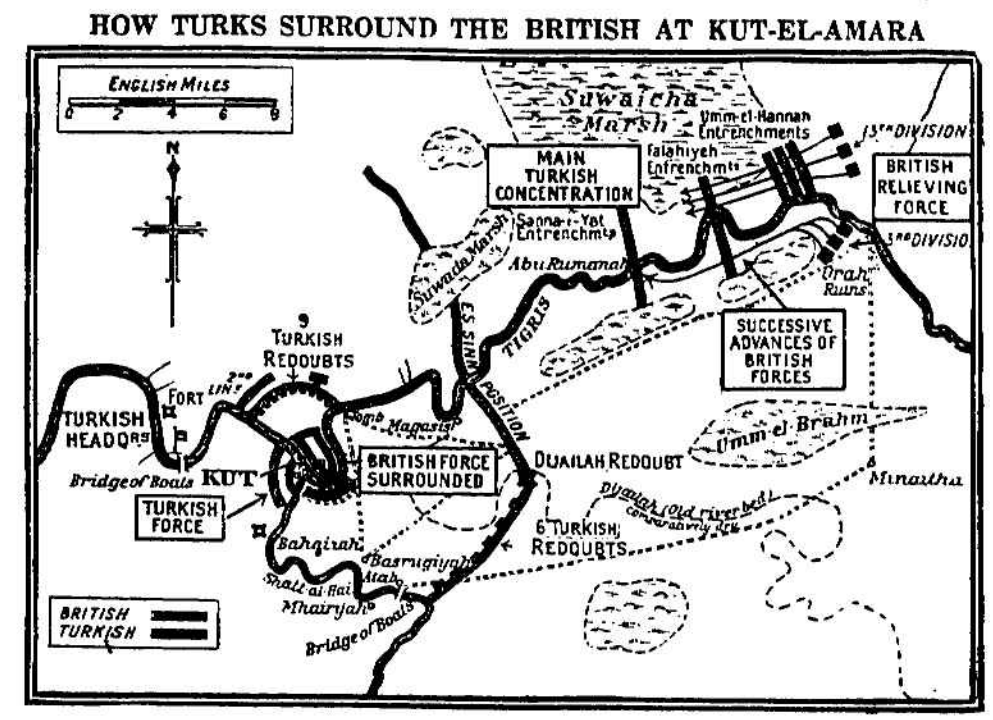 HOW TURKS SURROUND THE BRITISH AT KUT-EL-AMARA
ENGLISH MILES
0 2 4 6 8
N
Suwaicha
Marsh
Umm-el-Hannah
Entrenchments
13TH DIVISION
Falahiyeh
Entrenchmts
MAIN
TURKISH
CONCENTRATION
BRITISH
RELIEVING
FORCE
Sanna-i-Yat
Entrenchmts
3RD DIVISIO
Suwada Marsh
Abu Rumanah
Orah
Ruins
ES SINN POSITION
TIGRIS
SUCCESSIVE
ADVANCES OF
BRITISH
FORCES
9
TURKISH
REDOUBTS
2ND LINE
FORT
TURKISH
HEADQRS
Tomb
Magasis
Umm-el Brahm
Bridge of Boats
KUT
BRITISH FORCE
SURROUNDED
DUJAILAH REDOUBT
Minaitha
TURKISH
FORCE
Dujailah (Old river bed)
comparatively dry
6 TURKISH
REDOUBTS
Bahqirah
Basrugiyah
Shatt-al-Hai
Atab
Mhairijah
Bridge of Boats
BRITISH
TURKISH